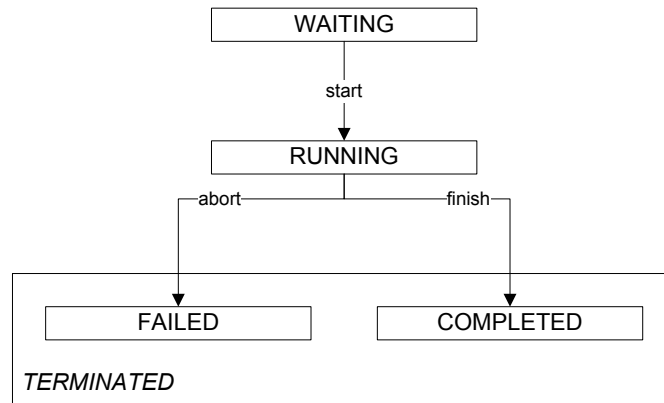 WAITING
start
RUNNING
abort
finish
FAILED
COMPLETED
TERMINATED